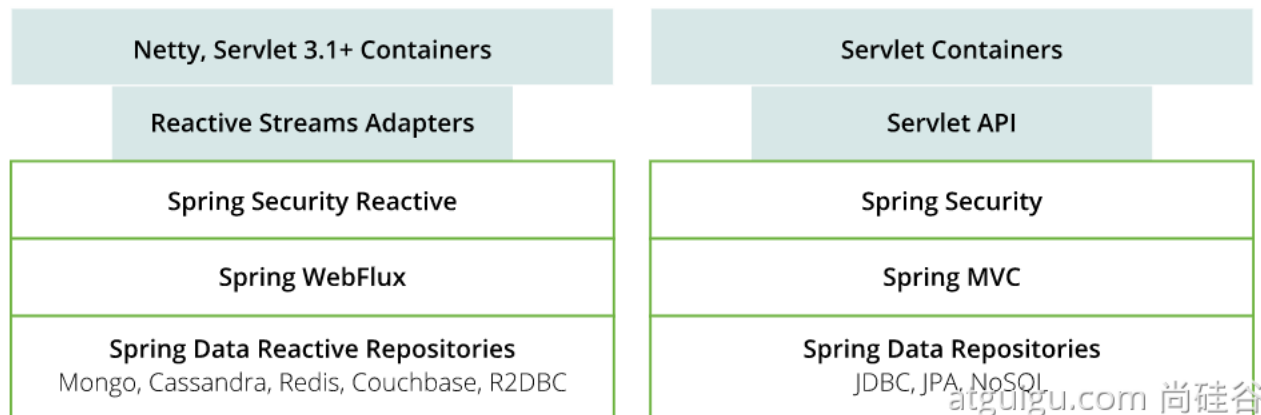 Netty, Servlet 3.1+ Containers
Reactive Streams Adapters
Spring Security Reactive
Spring WebFlux
Spring Data Reactive Repositories
Mongo, Cassandra, Redis, Couchbase, R2DBC
Servlet Containers
Servlet API
Spring Security
Spring MVC
Spring Data Repositories
JDBC, JPA, NoSQL
atguigu.com 尚硅谷